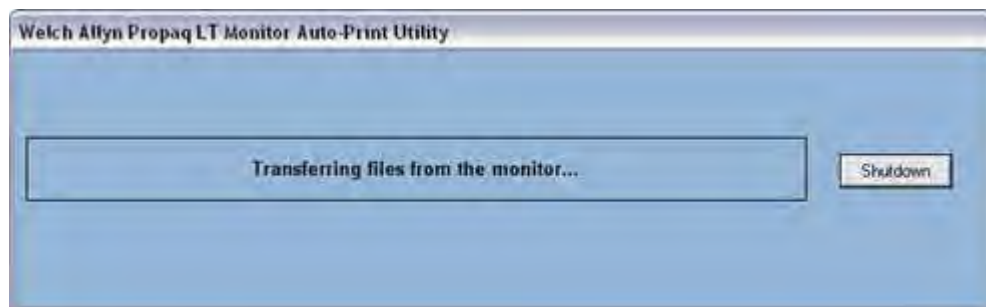 Welch Allyn Propaq LT Monitor Auto-Print Utility
Transferring files from the monitor...
Shutdown